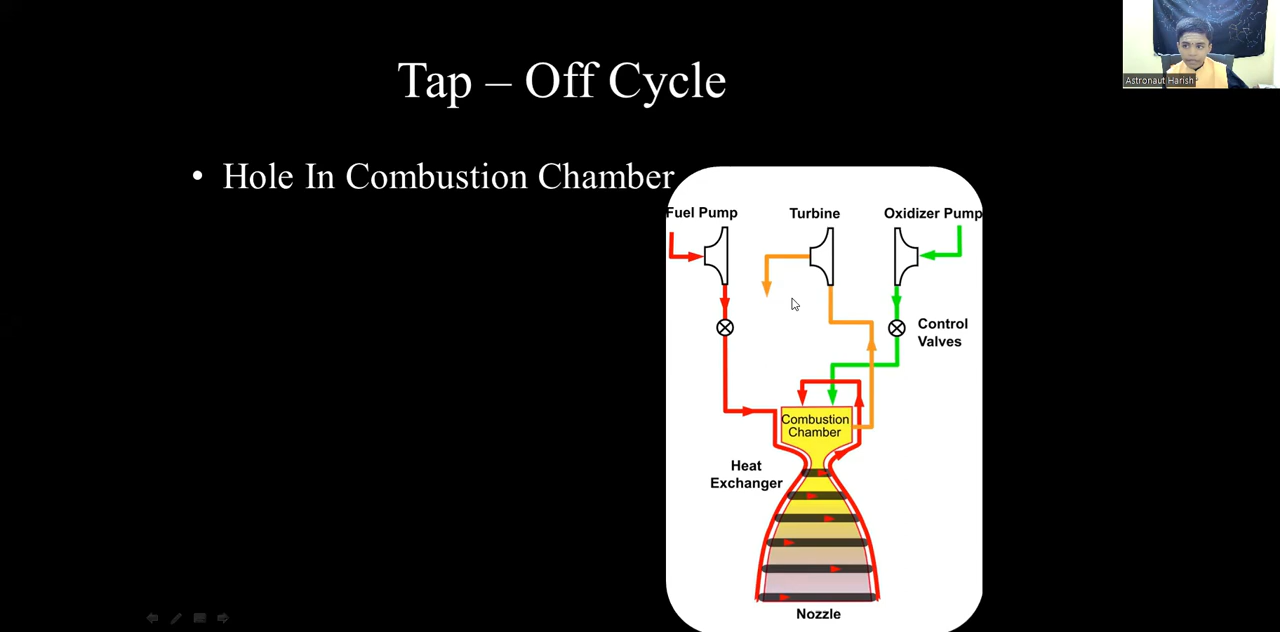 Tap – Off Cycle
Astronaut Harish
• Hole In Combustion Chamber
Fuel Pump
Turbine
Oxidizer Pump
Control
Valves
Combustion
Chamber
Heat
Exchanger
Nozzle